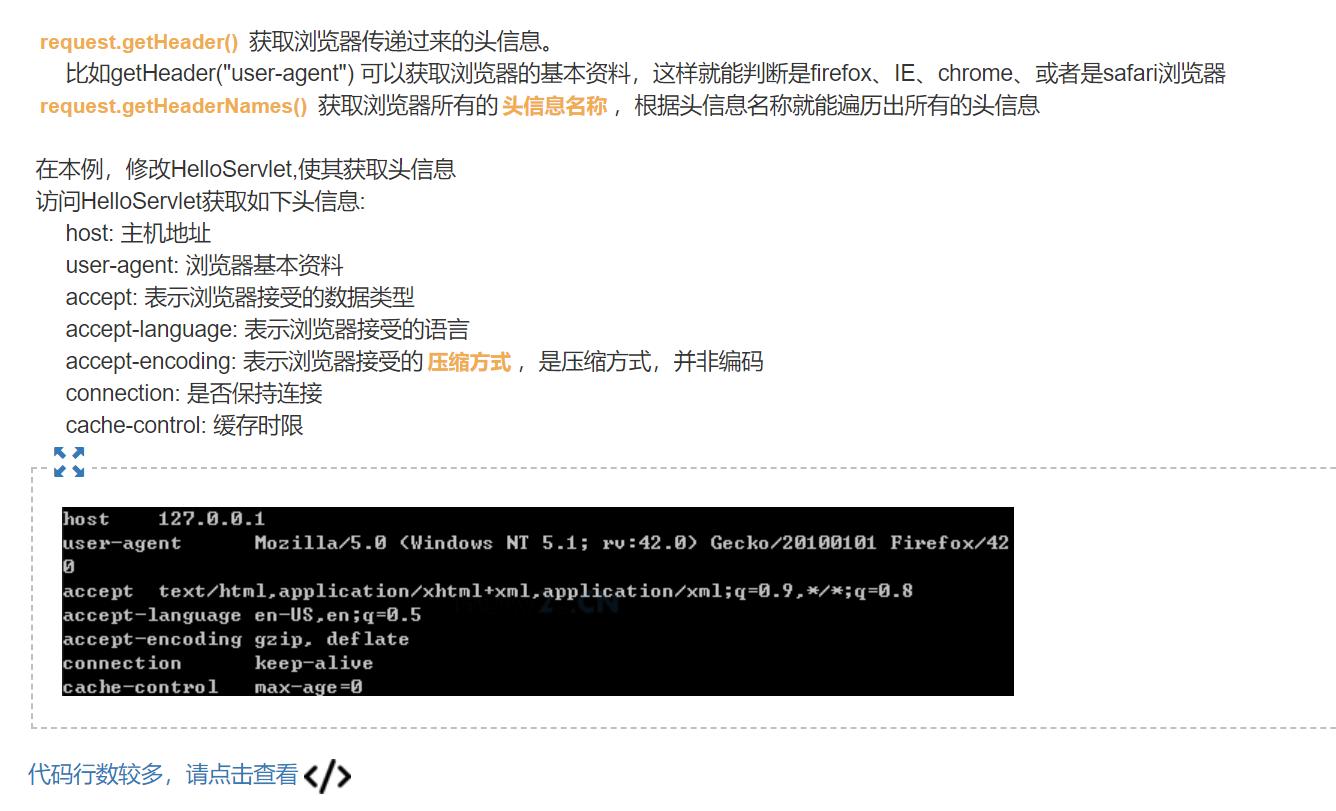 request.getHeader() 获取浏览器传递过来的头信息。
比如getHeader("user-agent") 可以获取浏览器的基本资料，这样就能判断是firefox、IE、chrome、或者是safari浏览器
request.getHeaderNames() 获取浏览器所有的 头信息名称 ，根据头信息名称就能遍历出所有的头信息
在本例，修改HelloServlet,使其获取头信息
访问HelloServlet获取如下头信息:
host: 主机地址
user-agent: 浏览器基本资料
accept: 表示浏览器接受的数据类型
accept-language: 表示浏览器接受的语言
accept-encoding: 表示浏览器接受的 压缩方式 ，是压缩方式，并非编码
connection: 是否保持连接
cache-control: 缓存时限
host 127.0.0.1
user-agent Mozilla/5.0 (Windows NT 5.1; rv:42.0) Gecko/20100101 Firefox/42
0
accept text/html,application/xhtml+xml,application/xml;q=0.9,*/*;q=0.8
accept-language en-US,en;q=0.5
accept-encoding gzip, deflate
connection keep-alive
cache-control max-age=0
代码行数较多，请点击查看 </>